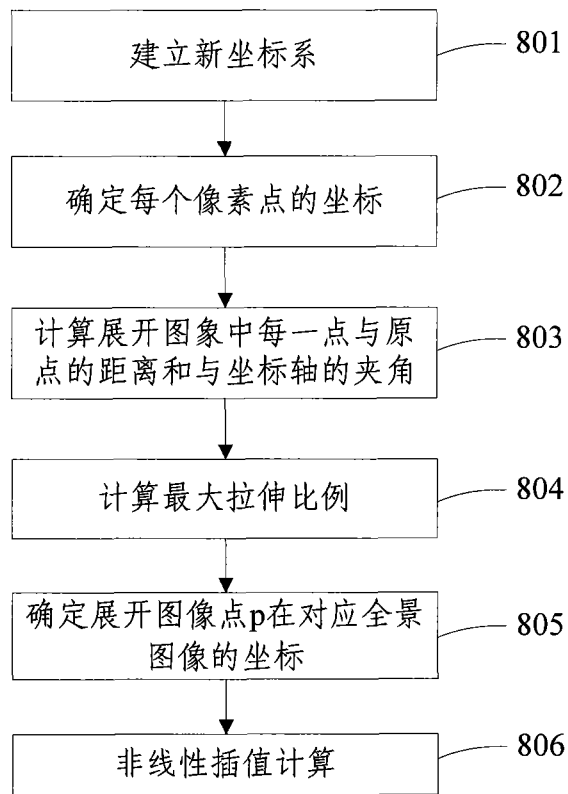 建立新坐标系
801
确定每个像素点的坐标
802
计算展开图象中每一点与原
点的距离和与坐标轴的夹角
803
计算最大拉伸比例
804
确定展开图像点p在对应全景
图像的坐标
805
非线性插值计算
806